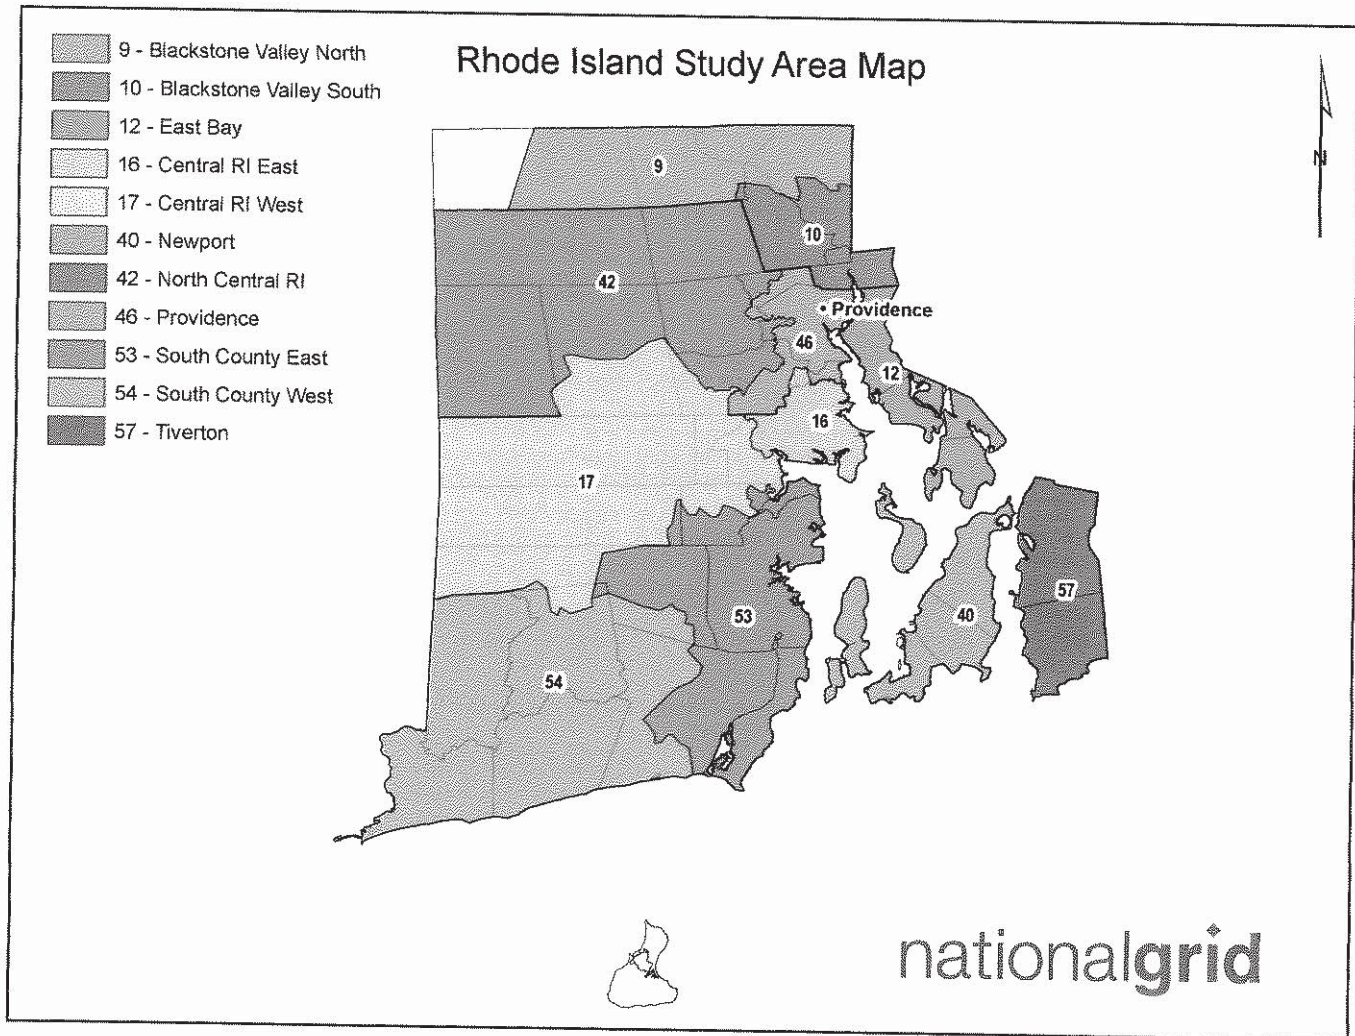 Rhode Island Study Area Map
9 - Blackstone Valley North
10 - Blackstone Valley South
12 - East Bay
16 - Central RI East
17 - Central RI West
40 - Newport
42 - North Central RI
46 - Providence
53 - South County East
54 - South County West
57 - Tiverton
N
9
10
42
Providence
46
12
16
17
57
53
40
54
nationalgrid